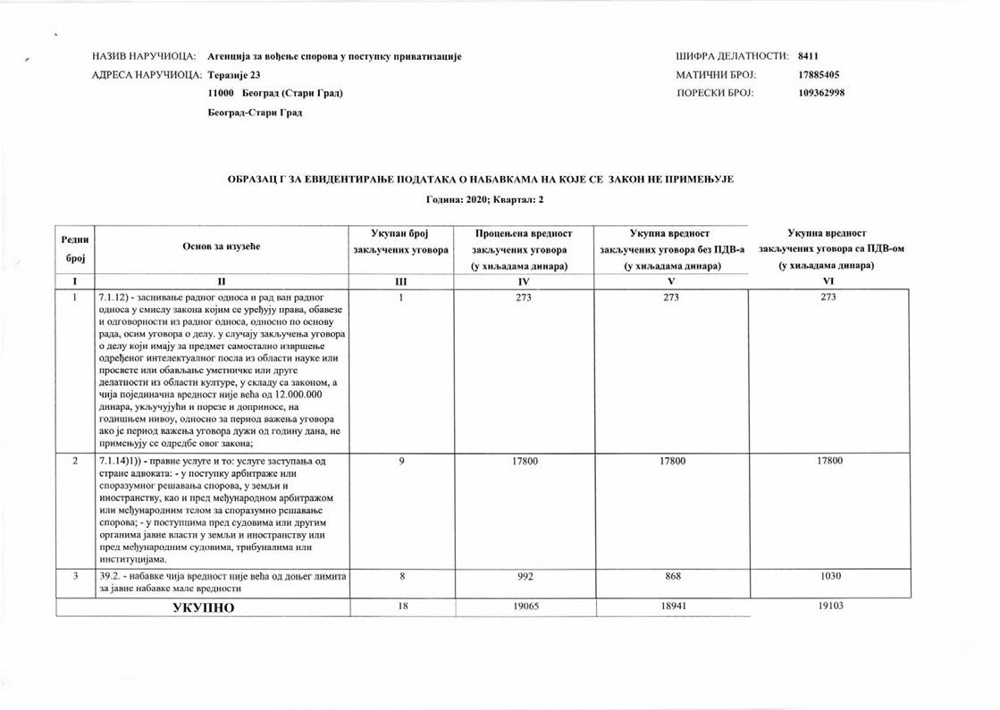 НАЗИВ НАРУЧИОЦА: Агенција за вођење спорова у поступку приватизације
ШИФРА ДЕЛАТНОСТИ: 8411
АДРЕСА НАРУЧИОЦА: Теразије 23
МАТИЧНИ БРОЈ: 17885405
11000 Београд (Стари Град)
ПОРЕСКИ БРОЈ: 109362998
Београд-Стари Град
ОБРАЗАЦ Г ЗА ЕВИДЕНТИРАЊЕ ПОДАТАКА О НАБАВКАМА НА КОЈЕ СЕ ЗАКОН НЕ ПРИМЕЊУЈЕ
Година: 2020; Квартал: 2
Редни
број
Основ за изузеће
Укупан број
закључених уговора
Процењена вредност
закључених уговора
(у хиљадама динара)
Укупна вредност
закључених уговора без ПДВ-а
(у хиљадама динара)
Укупна вредност
закључених уговора са ПДВ-ом
(у хиљадама динара)
I II III IV V VI
1 7.1.12) - заснивање радног односа и рад ван радног 1 273 273 273
односа у смислу закона којим се уређују права, обавезе
и одговорности из радног односа, односно по основу
рада, осим уговора о делу. у случају закључења уговора
о делу који имају за предмет самостално извршење
одређеног интелектуалног посла из области науке или
просвете или обављање уметничке или друге
делатности из области културе, у складу са законом, а
чија појединачна вредност није већа од 12.000.000
динара, укључујући и порезе и доприносе, на
годишњем нивоу, односно за период важења уговора
ако је период важења уговора дужи од годину дана, не
примењују се одредбе овог закона;
2 7.1.14)1)) - правне услуге и то: услуге заступања од 9 17800 17800 17800
стране адвоката: - у поступку арбитраже или
споразумног решавања спорова, у земљи и
иностранству, као и пред међународном арбитражом
или међународним телом за споразумно решавање
спорова; - у поступцима пред судовима или другим
органима јавне власти у земљи и иностранству или
пред међународним судовима, трибуналима или
институцијама.
3 39.2. - набавке чија вредност није већа од доњег лимита 8 992 868 1030
за јавне набавке мале вредности
УКУПНО 18 19065 18941 19103